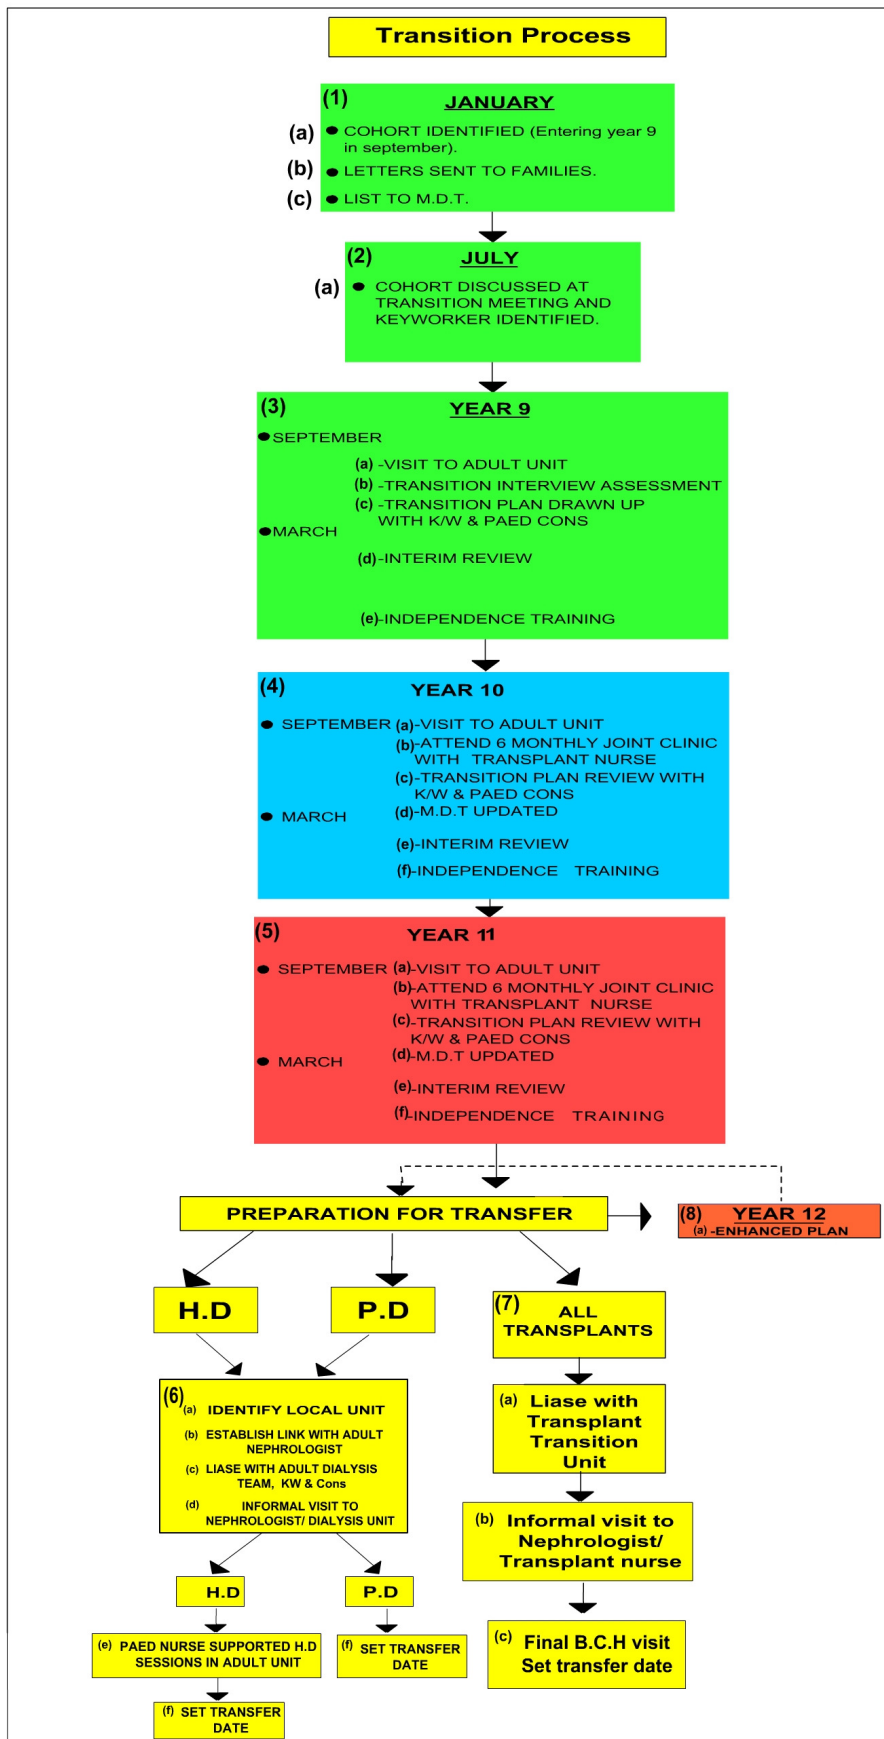 Transition Process
(1) JANUARY
(a) ● COHORT IDENTIFIED (Entering year 9
in september).
(b) ● LETTERS SENT TO FAMILIES.
(c) ● LIST TO M.D.T.
(2) JULY
(a) ● COHORT DISCUSSED AT
TRANSITION MEETING AND
KEYWORKER IDENTIFIED.
(3) YEAR 9
● SEPTEMBER
(a) -VISIT TO ADULT UNIT
(b) -TRANSITION INTERVIEW ASSESSMENT
(c) -TRANSITION PLAN DRAWN UP
WITH K/W & PAED CONS
● MARCH
(d) -INTERIM REVIEW
(e)-INDEPENDENCE TRAINING
(4) YEAR 10
● SEPTEMBER (a)-VISIT TO ADULT UNIT
(b)-ATTEND 6 MONTHLY JOINT CLINIC
WITH TRANSPLANT NURSE
(c)-TRANSITION PLAN REVIEW WITH
K/W & PAED CONS
● MARCH (d)-M.D.T UPDATED
(e)-INTERIM REVIEW
(f)-INDEPENDENCE TRAINING
(5) YEAR 11
● SEPTEMBER (a)-VISIT TO ADULT UNIT
(b)-ATTEND 6 MONTHLY JOINT CLINIC
WITH TRANSPLANT NURSE
(c)-TRANSITION PLAN REVIEW WITH
K/W & PAED CONS
● MARCH (d)-M.D.T UPDATED
(e)-INTERIM REVIEW
(f)-INDEPENDENCE TRAINING
PREPARATION FOR TRANSFER
(8) YEAR 12
(a) -ENHANCED PLAN
H.D
P.D
(7) ALL
TRANSPLANTS
(6)
(a) IDENTIFY LOCAL UNIT
(b) ESTABLISH LINK WITH ADULT
NEPHROLOGIST
(c) LIASE WITH ADULT DIALYSIS
TEAM, KW & Cons
(d) INFORMAL VISIT TO
NEPHROLOGIST/ DIALYSIS UNIT
(a) Liase with
Transplant
Transition
Unit
(b) Informal visit to
Nephrologist/
Transplant nurse
H.D
P.D
(e) PAED NURSE SUPPORTED H.D
SESSIONS IN ADULT UNIT
(f) SET TRANSFER
DATE
(c) Final B.C.H visit
Set transfer date
(f) SET TRANSFER
DATE